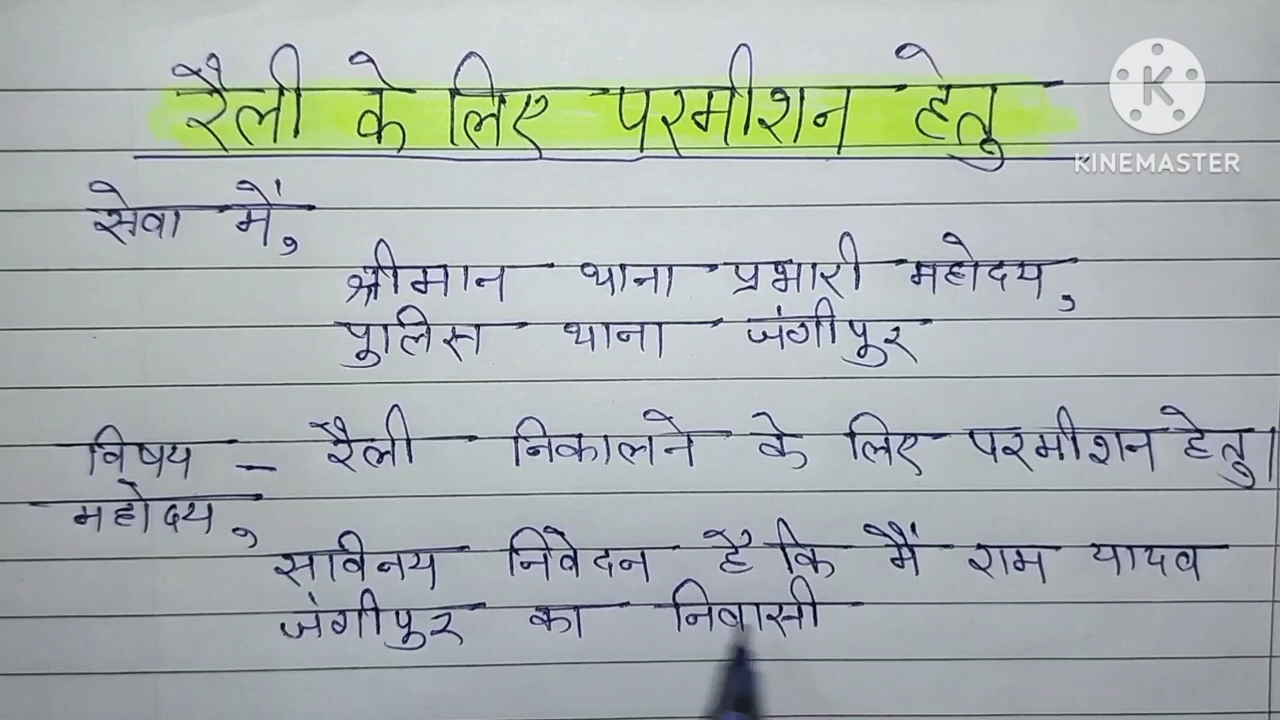 रैली के लिए परमीशन हेतु
KINEMASTER
सेवा में,
श्रीमान थाना प्रभारी महोदय,
पुलिस थाना जंगीपुर
विषय - रैली निकालने के लिए परमीशन हेतु।
महोदय,
सविनय निवेदन है कि मैं राम यादव
जंगीपुर का निवासी